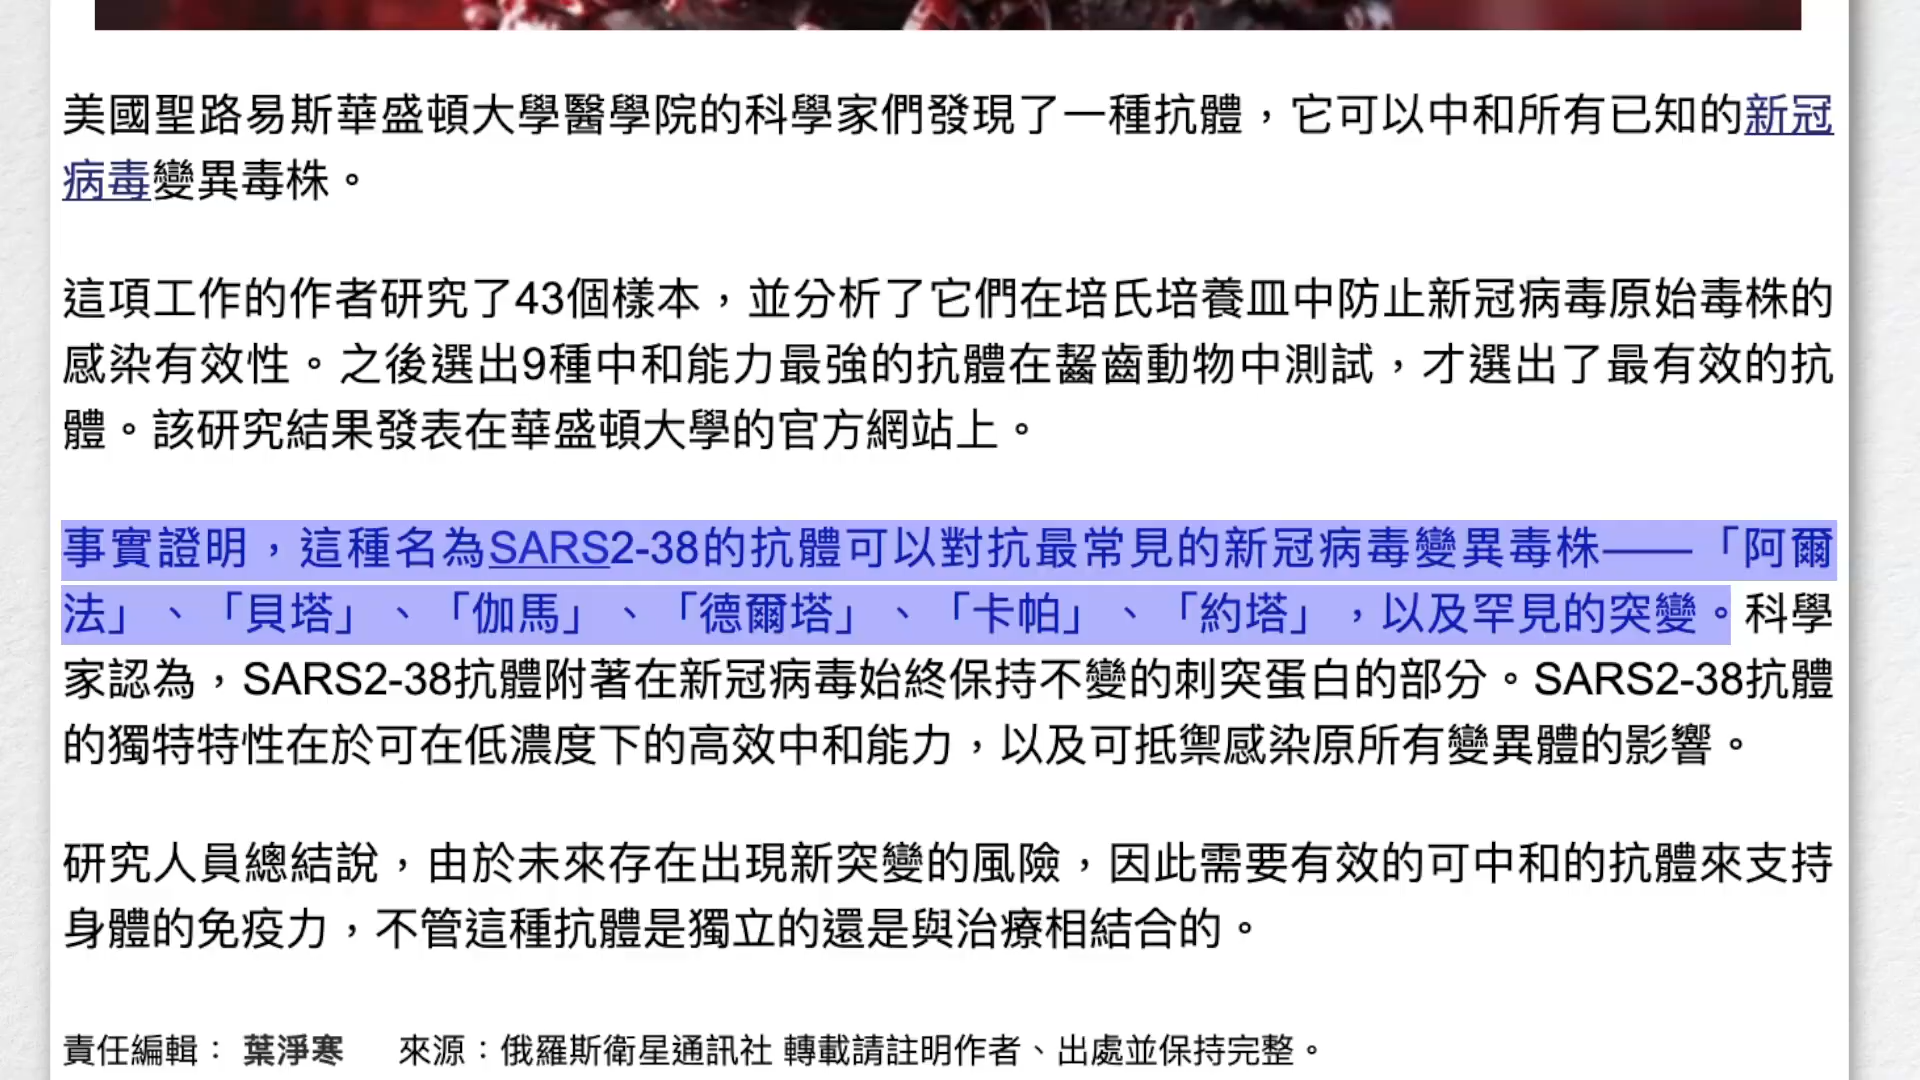 美國聖路易斯華盛頓大學醫學院的科學家們發現了一種抗體，它可以中和所有已知的新冠
病毒變異毒株。
這項工作的作者研究了43個樣本，並分析了它們在培氏培養皿中防止新冠病毒原始毒株的
感染有效性。之後選出9種中和能力最強的抗體在齧齒動物中測試，才選出了最有效的抗
體。該研究結果發表在華盛頓大學的官方網站上。
事實證明，這種名為SARS2-38的抗體可以對抗最常見的新冠病毒變異毒株——「阿爾
法」、「貝塔」、「伽馬」、「德爾塔」、「卡帕」、「約塔」，以及罕見的突變。科學
家認為，SARS2-38抗體附著在新冠病毒始終保持不變的刺突蛋白的部分。SARS2-38抗體
的獨特特性在於可在低濃度下的高效中和能力，以及可抵禦感染原所有變異體的影響。
研究人員總結說，由於未來存在出現新突變的風險，因此需要有效的可中和的抗體來支持
身體的免疫力，不管這種抗體是獨立的還是與治療相結合的。
責任編輯： 葉淨寒 來源：俄羅斯衛星通訊社 轉載請註明作者、出處並保持完整。